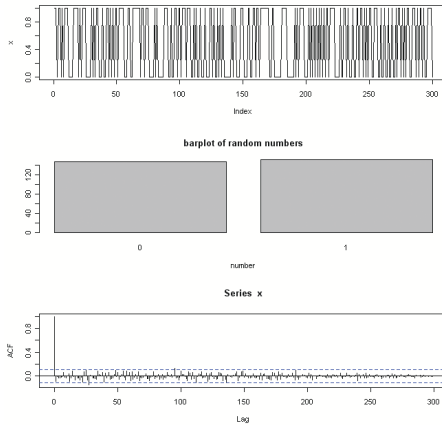 x
0.0 0.4 0.8
0 50 100 150 200 250 300
Index
barplot of random numbers
0 40 80 120
0 1
number
Series x
ACF
0.0 0.4 0.8
0 50 100 150 200 250 300
Lag